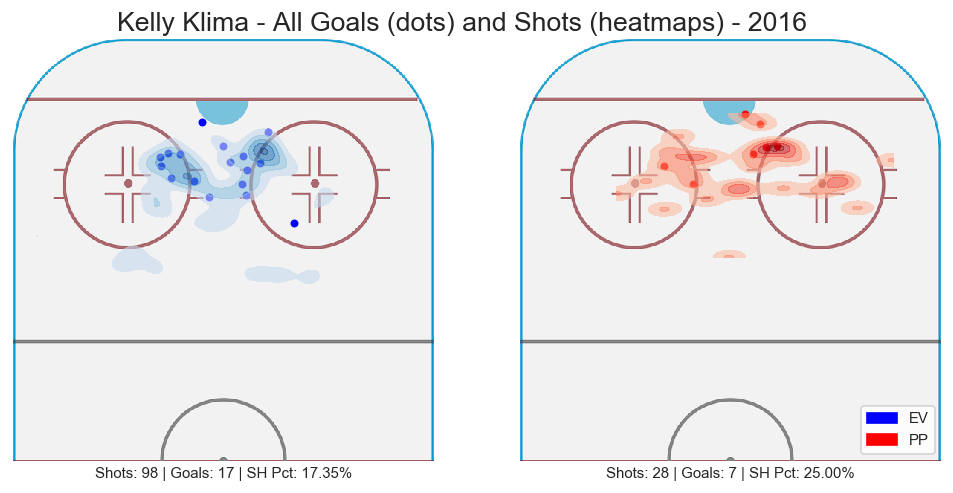 Kelly Klima - All Goals (dots) and Shots (heatmaps) - 2016
EV
PP
Shots: 98 | Goals: 17 | SH Pct: 17.35%
Shots: 28 | Goals: 7 | SH Pct: 25.00%